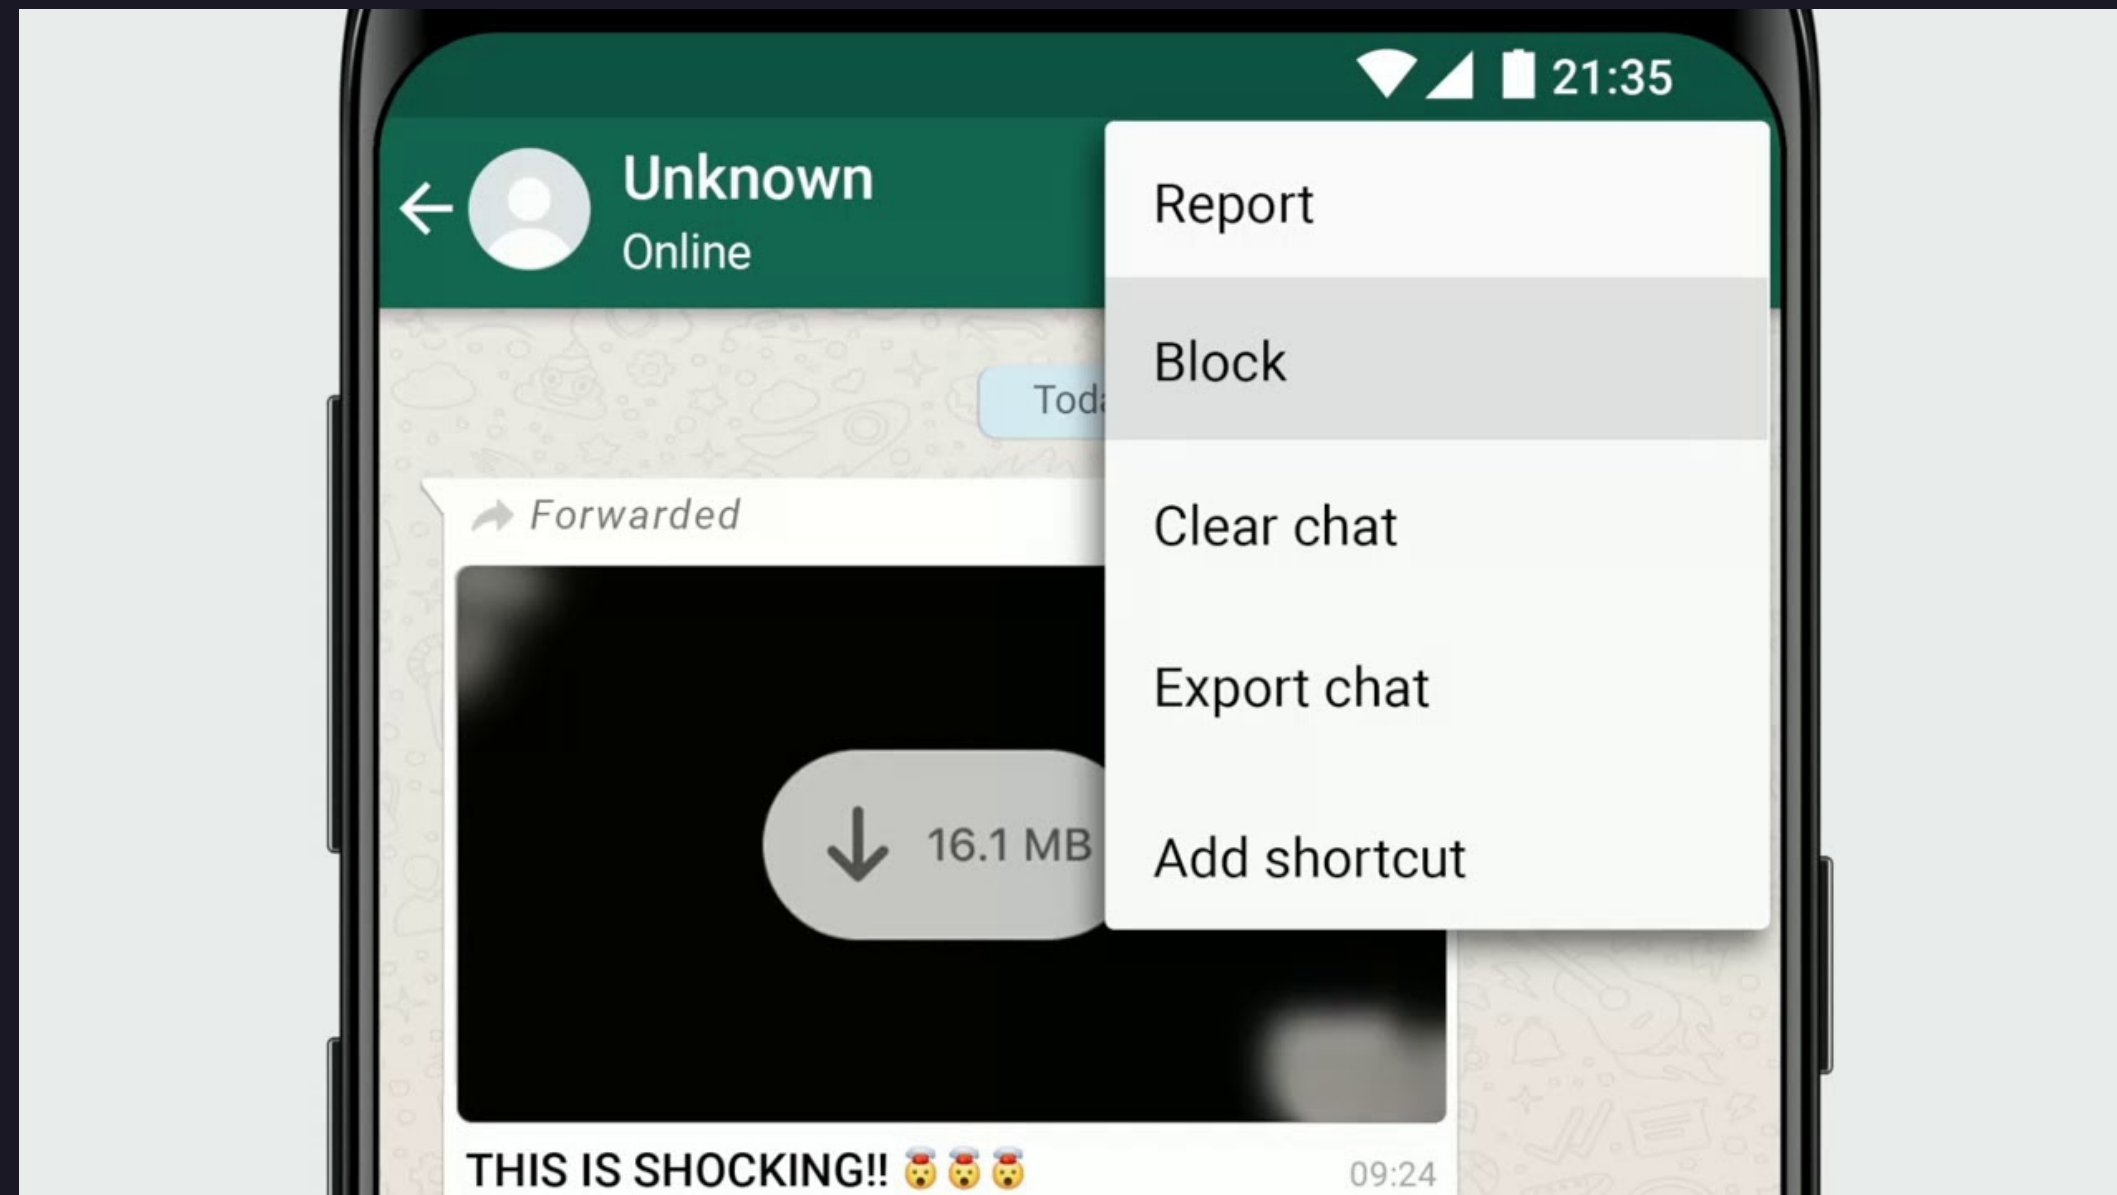 21:35
Unknown
Online
Report
Block
Clear chat
Export chat
Add shortcut
Forwarded
16.1 MB
THIS IS SHOCKING!! 🤯🤯🤯
09:24